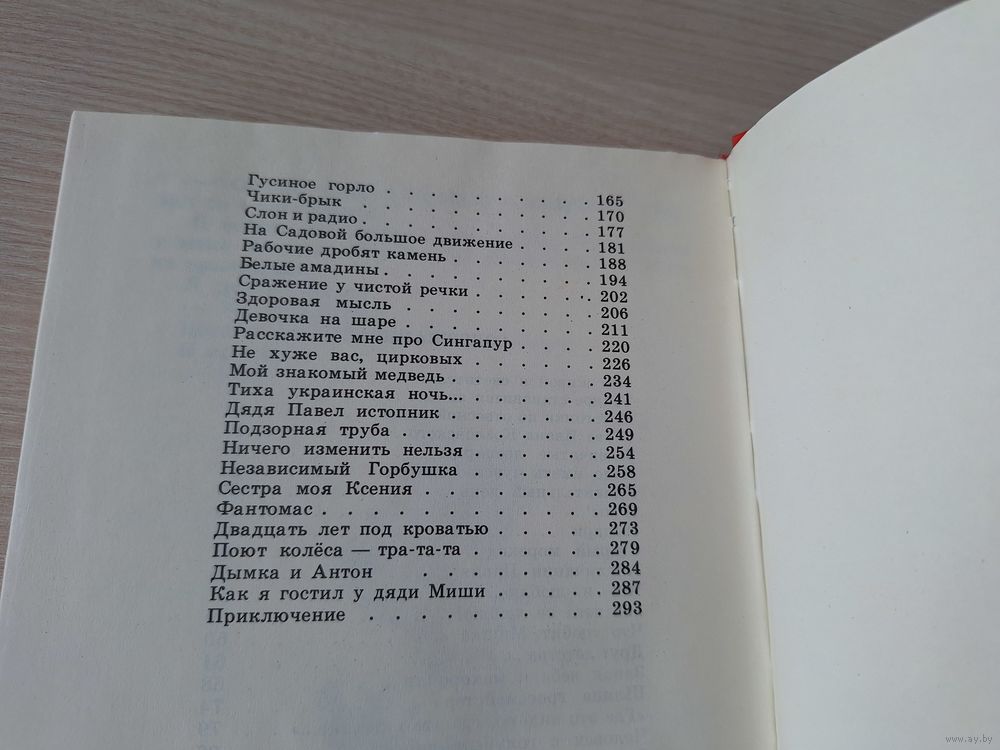 Гусиное горло . . . . . . . . . . 165
Чики-брык . . . . . . . . . . 170
Слон и радио . . . . . . . . . . 177
На Садовой большое движение . . . . 181
Рабочие дробят камень . . . . . . . 188
Белые амадины . . . . . . . . . 194
Сражение у чистой речки . . . . . . 202
Здоровая мысль . . . . . . . . 206
Девочка на шаре . . . . . . . . 211
Расскажите мне про Сингапур . . . . 220
Не хуже вас, цирковых . . . . . . 226
Мой знакомый медведь . . . . . . . 234
Тиха украинская ночь... . . . . . . 241
Дядя Павел истопник . . . . . . . 246
Подзорная труба . . . . . . . . 249
Ничего изменить нельзя . . . . . . 254
Независимый Горбушка . . . . . . 258
Сестра моя Ксения . . . . . . . . 265
Фантомас . . . . . . . . . . . . 269
Двадцать лет под кроватью . . . . . 273
Поют колёса — тра-та-та . . . . . . 279
Дымка и Антон . . . . . . . . 284
Как я гостил у дяди Миши . . . . . 287
Приключение . . . . . . . . . 293
www.ay.by